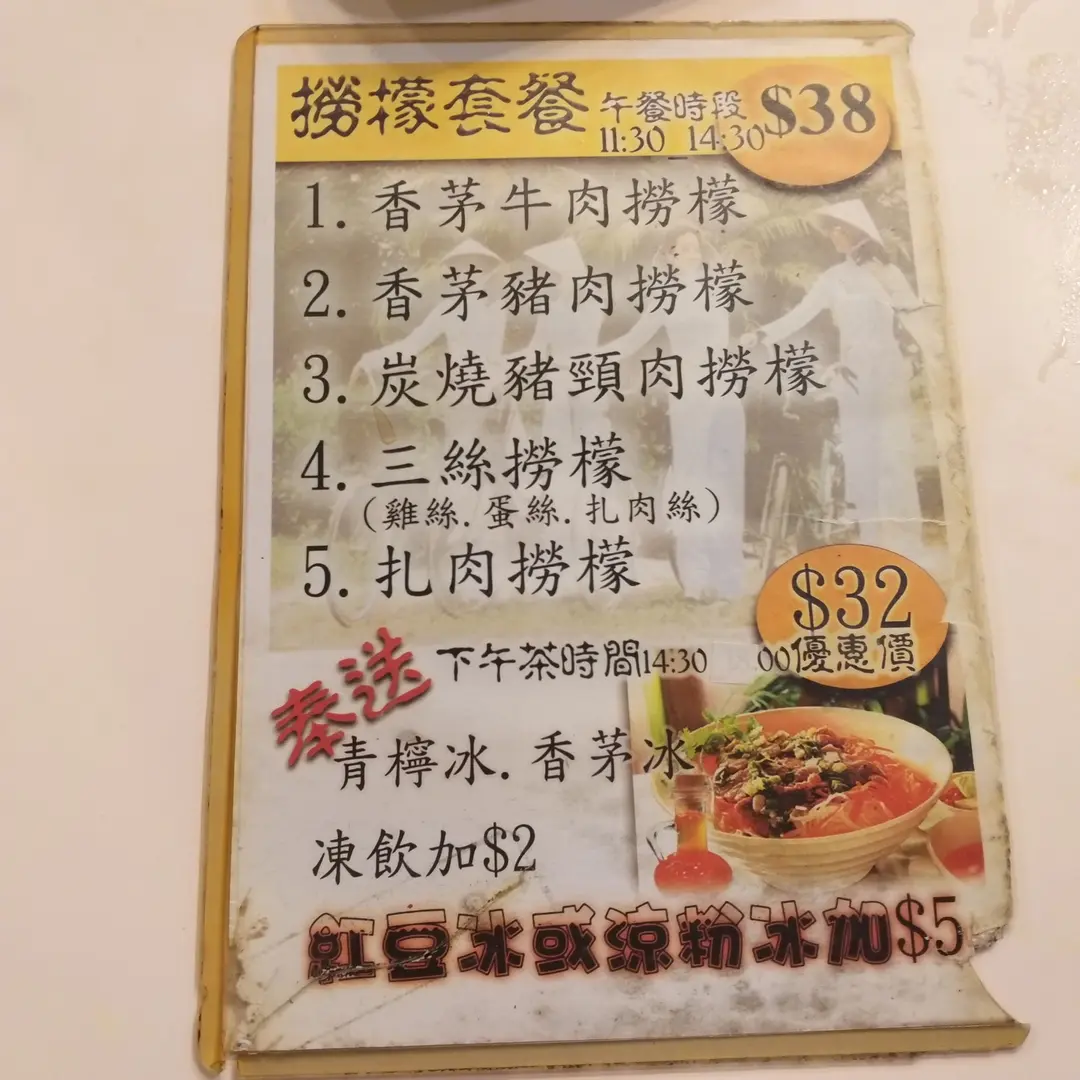 撈檬套餐 午餐時段 $38
11:30 14:30
1. 香茅牛肉撈檬
2. 香茅豬肉撈檬
3. 炭燒豬頸肉撈檬
4. 三絲撈檬
(雞絲. 蛋絲. 扎肉絲)
5. 扎肉撈檬
$32
下午茶時間14:30 00優惠價
奉送
青檸冰. 香茅冰
凍飲加$2
紅豆冰或涼粉冰加$5